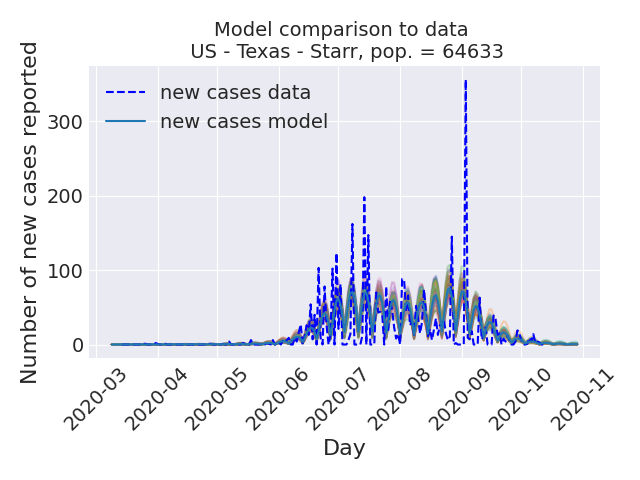 Model comparison to data
US - Texas - Starr, pop. = 64633
new cases data
new cases model
Number of new cases reported
300
200
100
0
2020-03
2020-04
2020-05
2020-06
2020-07
2020-08
2020-09
2020-10
2020-11
Day